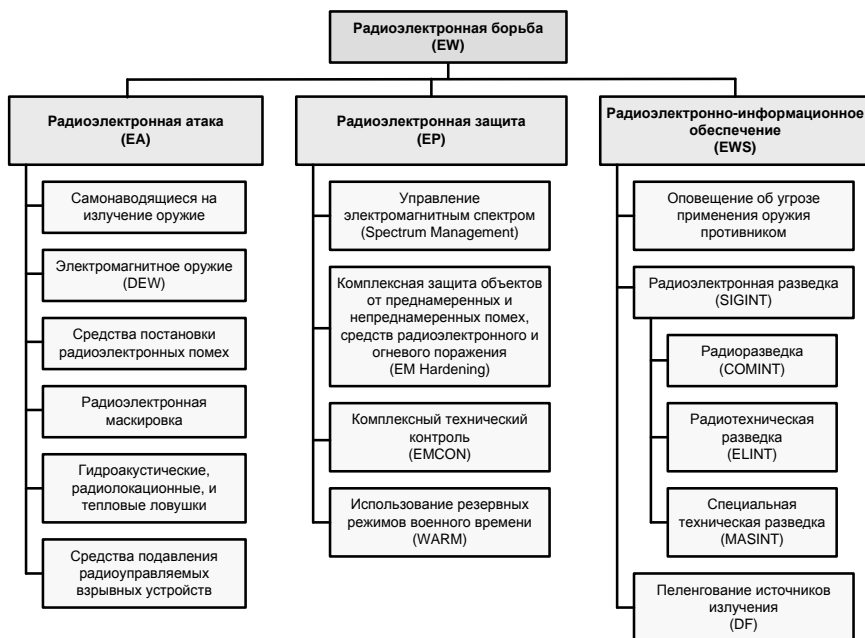 Радиоэлектронная борьба
(EW)
Радиоэлектронная атака
(EA)
Самонаводящиеся на
излучение оружие
Электромагнитное оружие
(DEW)
Средства постановки
радиоэлектронных помех
Радиоэлектронная
маскировка
Гидроакустические,
радиолокационные, и
тепловые ловушки
Средства подавления
радиоуправляемых
взрывных устройств
Радиоэлектронная защита
(EP)
Управление
электромагнитным спектром
(Spectrum Management)
Комплексная защита объектов
от преднамеренных и
непреднамеренных помех,
средств радиоэлектронного и
огневого поражения
(EM Hardening)
Комплексный технический
контроль
(EMCON)
Использование резервных
режимов военного времени
(WARM)
Радиоэлектронно-информационное
обеспечение
(EWS)
Оповещение об угрозе
применения оружия
противником
Радиоэлектронная разведка
(SIGINT)
Радиоразведка
(COMINT)
Радиотехническая
разведка
(ELINT)
Специальная
техническая разведка
(MASINT)
Пеленгование источников
излучения
(DF)